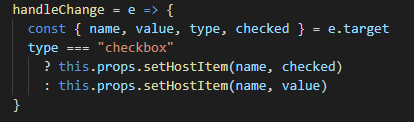 handleChange = e => {
  const { name, value, type, checked } = e.target
  type === "checkbox"
    ? this.props.setHostItem(name, checked)
    : this.props.setHostItem(name, value)
}